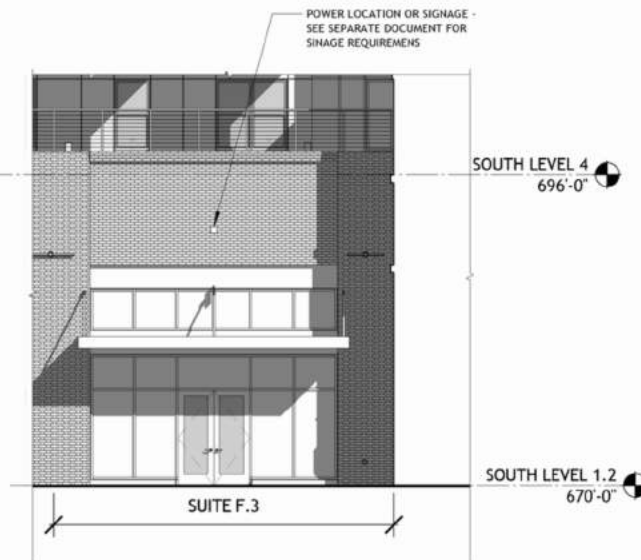 POWER LOCATION OR SIGNAGE -
SEE SEPARATE DOCUMENT FOR
SINAGE REQUIREMENS
SOUTH LEVEL 4
696'-0"
SOUTH LEVEL 1.2
670'-0"
SUITE F.3